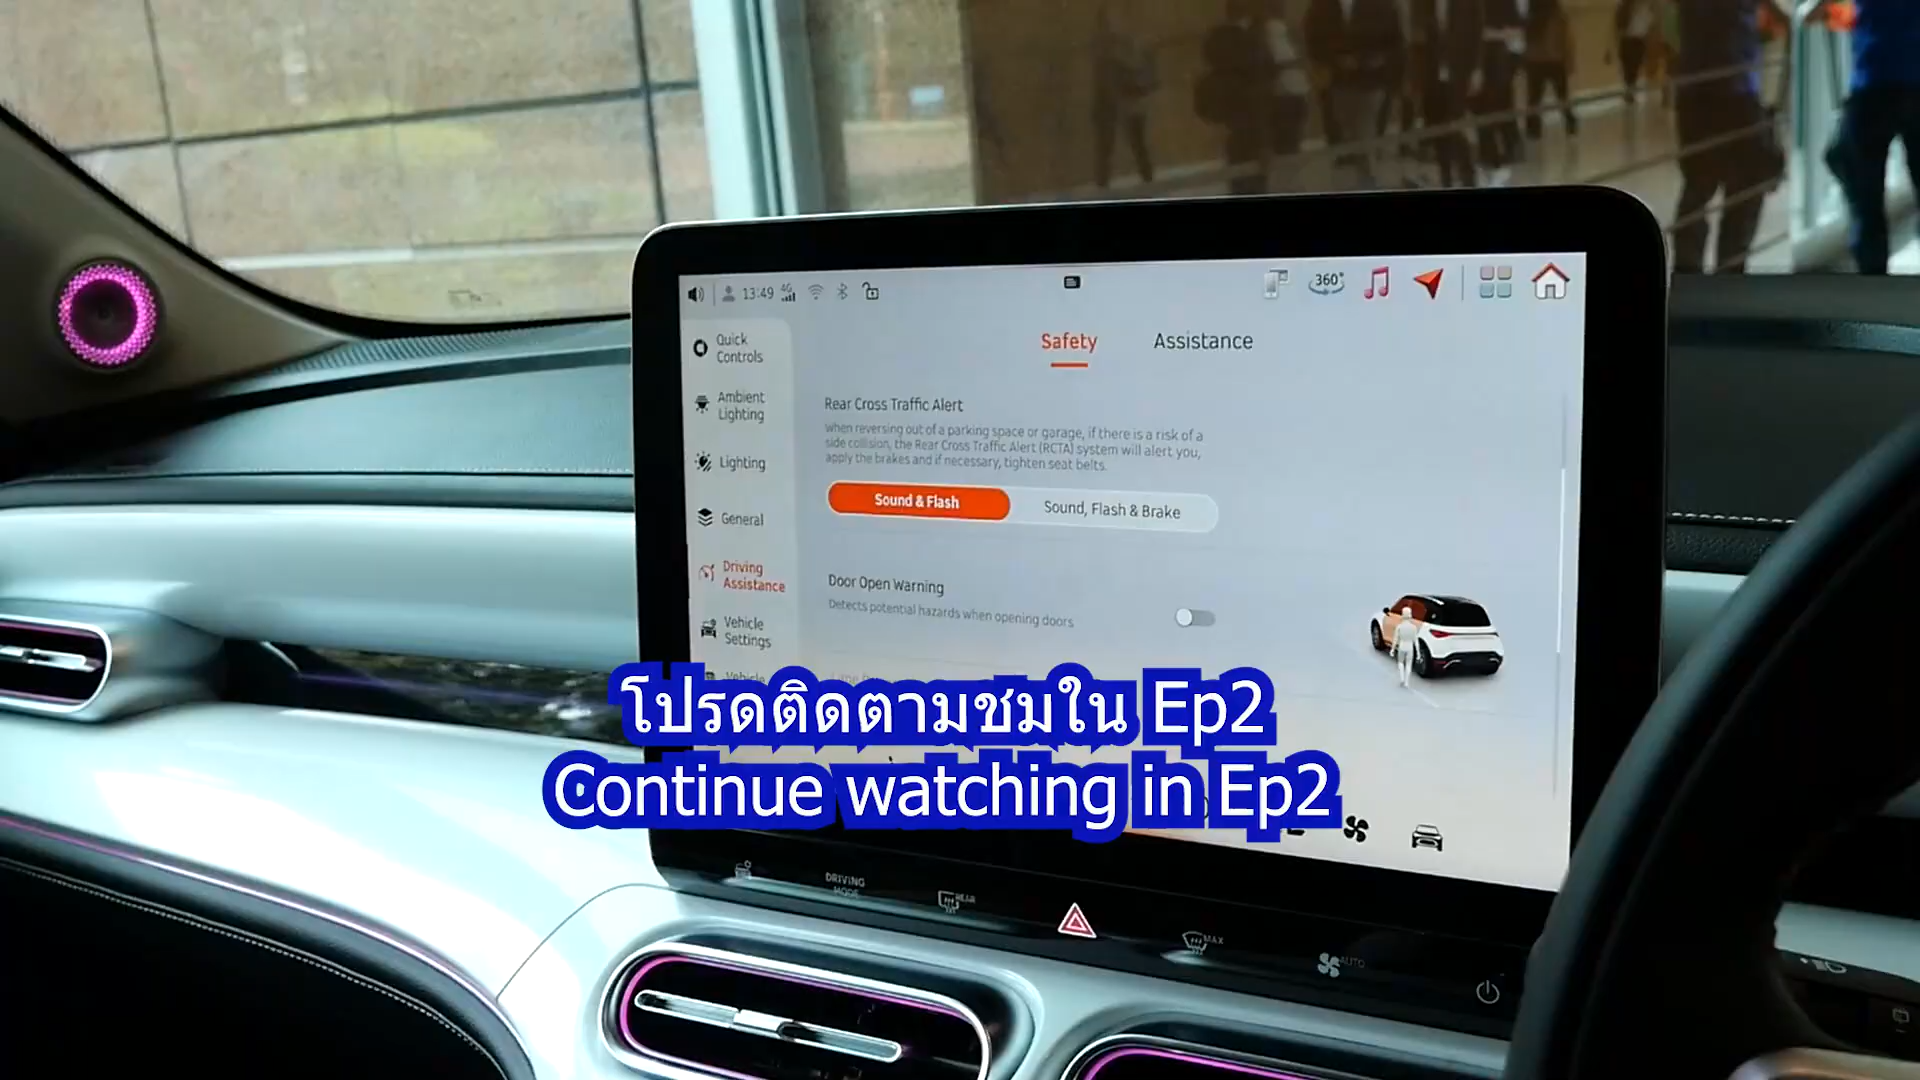 13:49 4G
360°
Quick
Controls
Ambient
Lighting
Lighting
General
Driving
Assistance
Vehicle
Settings
Vehicle
Safety
Assistance
Rear Cross Traffic Alert
when reversing out of a parking space or garage, if there is a risk of a
side collision, the Rear Cross Traffic Alert (RCTA) system will alert you,
apply the brakes and if necessary, tighten seat belts.
Sound & Flash
Sound, Flash & Brake
Door Open Warning
Detects potential hazards when opening doors
โปรดติดตามชมใน Ep2
Continue watching in Ep2
DRIVING
MODE
REAR
MAX
AUTO